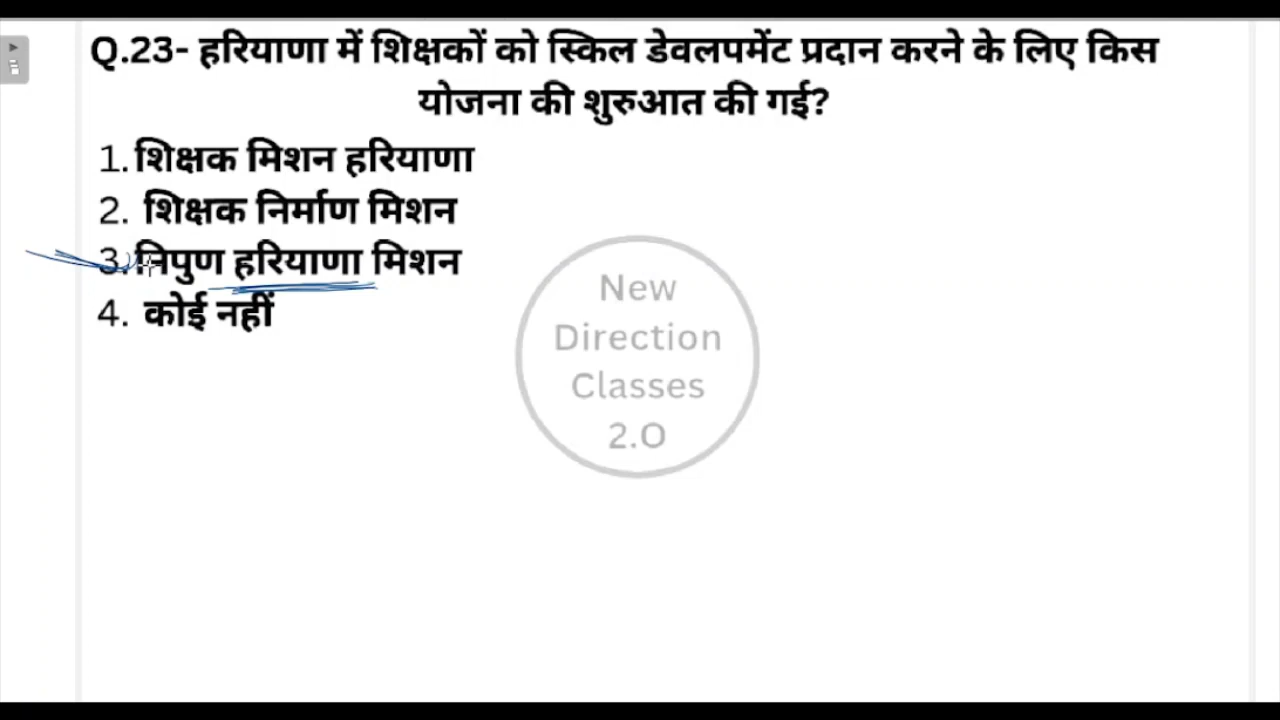 Q.23- हरियाणा में शिक्षकों को स्किल डेवलपमेंट प्रदान करने के लिए किस
योजना की शुरुआत की गई?
1. शिक्षक मिशन हरियाणा
2. शिक्षक निर्माण मिशन
3. निपुण हरियाणा मिशन
4. कोई नहीं
New
Direction
Classes
2.O